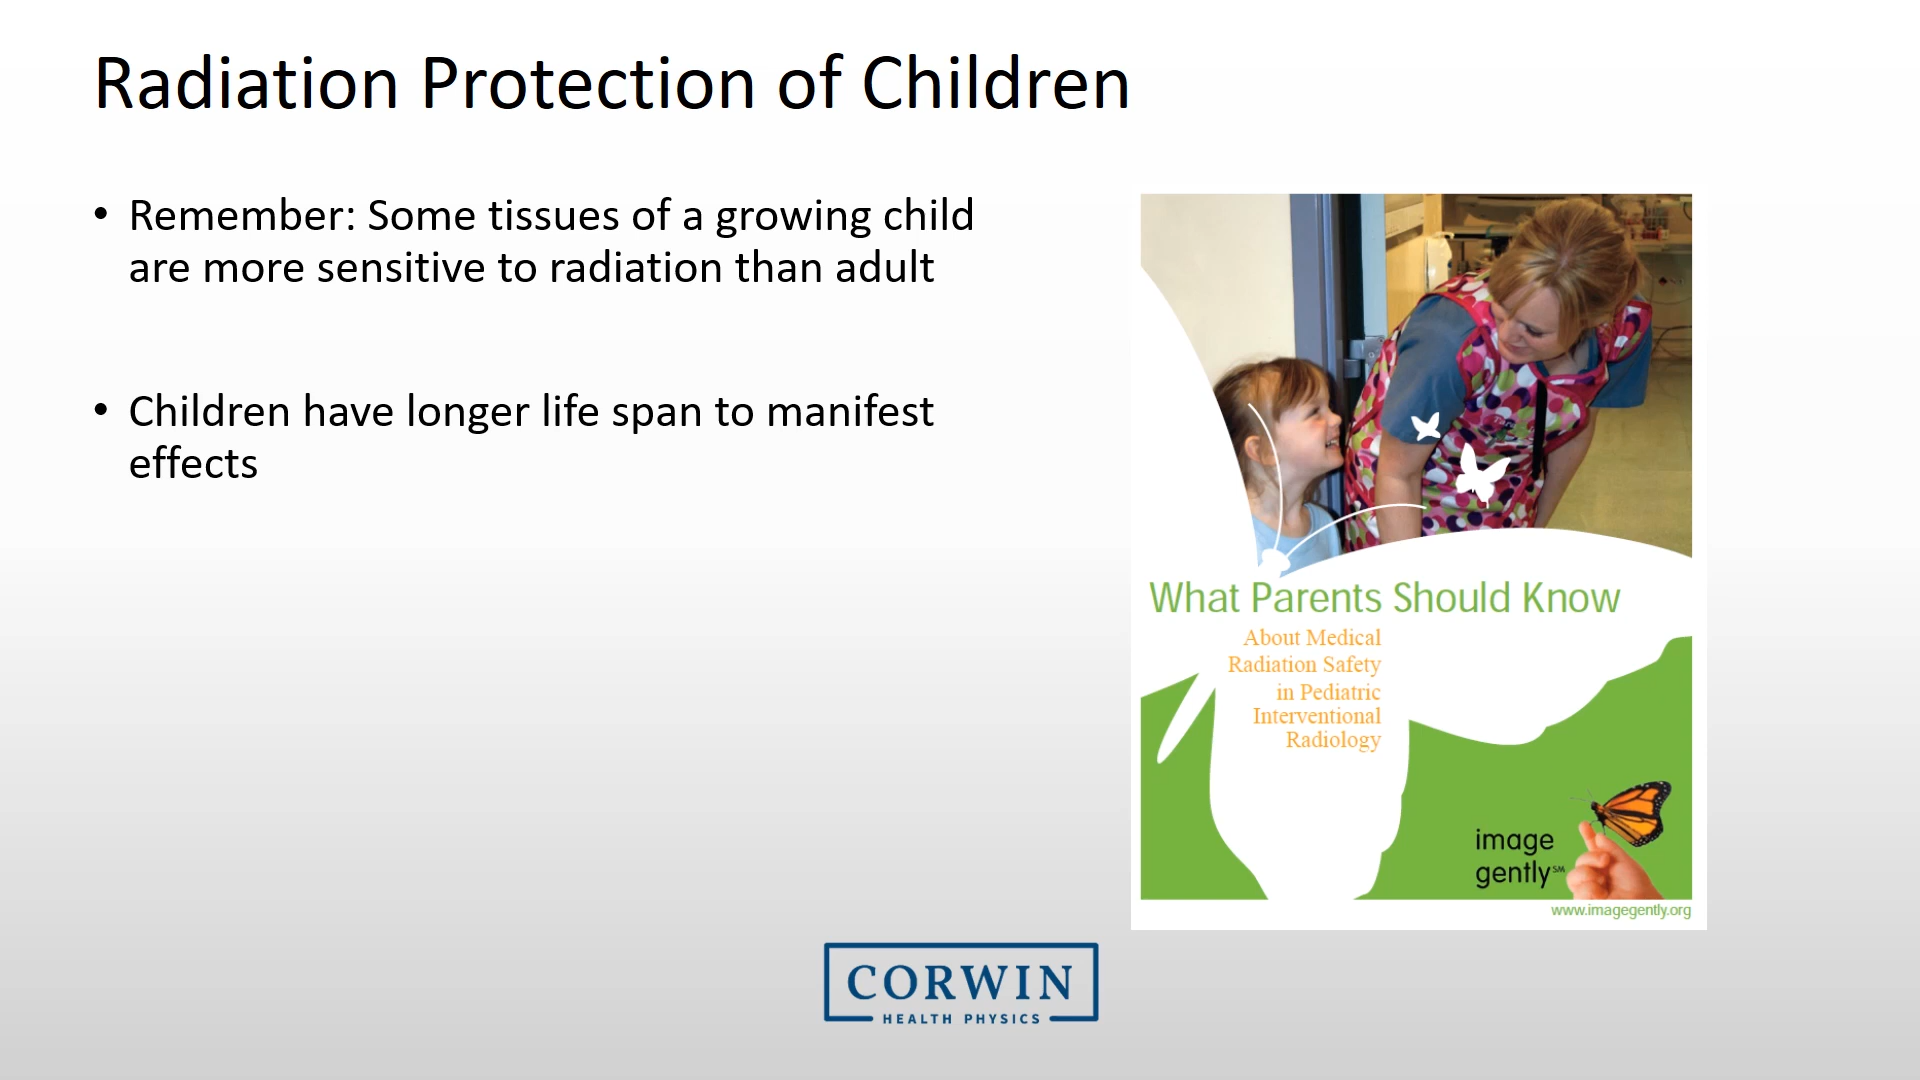 Radiation Protection of Children
• Remember: Some tissues of a growing child
are more sensitive to radiation than adult
• Children have longer life span to manifest
effects
What Parents Should Know
About Medical
Radiation Safety
in Pediatric
Interventional
Radiology
image
gently℠
www.imagegently.org
CORWIN
HEALTH PHYSICS